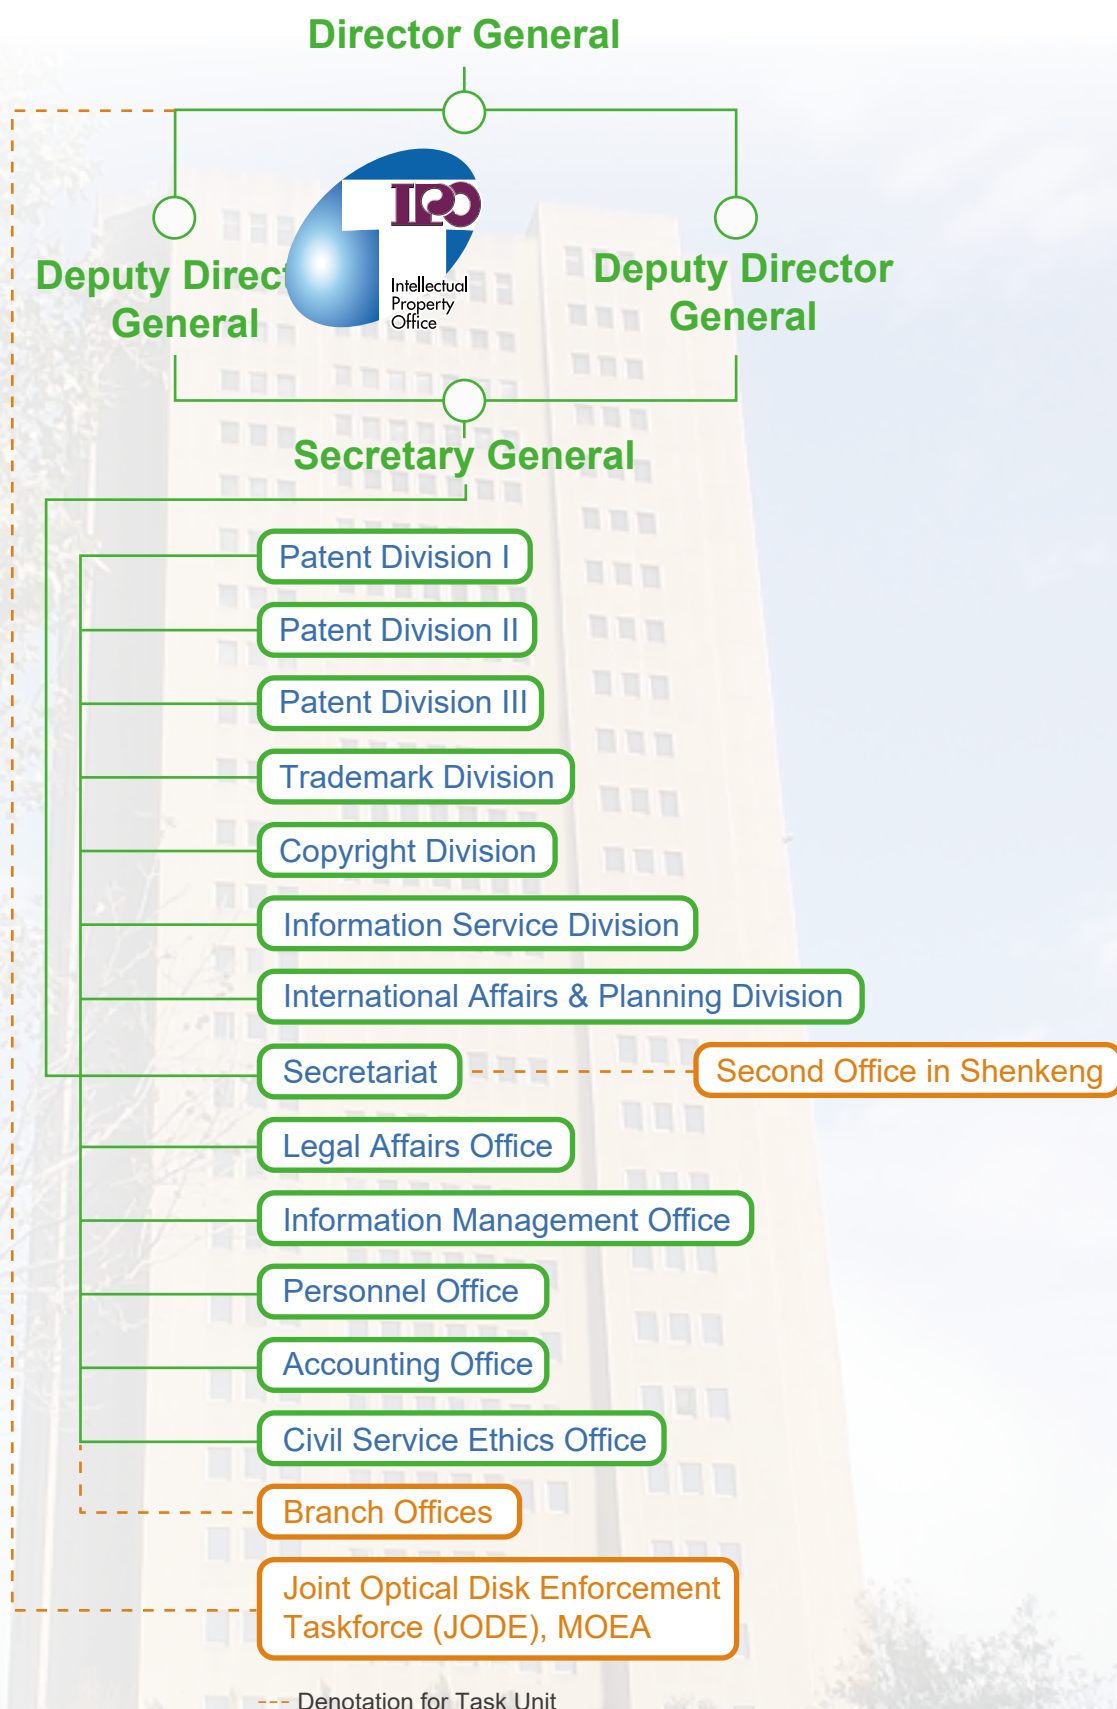 Director General
IPO
Intellectual
Property
Office
Deputy Direct
General
Deputy Director
General
Secretary General
Patent Division I
Patent Division II
Patent Division III
Trademark Division
Copyright Division
Information Service Division
International Affairs & Planning Division
Secretariat
Second Office in Shenkeng
Legal Affairs Office
Information Management Office
Personnel Office
Accounting Office
Civil Service Ethics Office
Branch Offices
Joint Optical Disk Enforcement
Taskforce (JODE), MOEA
--- Denotation for Task Unit